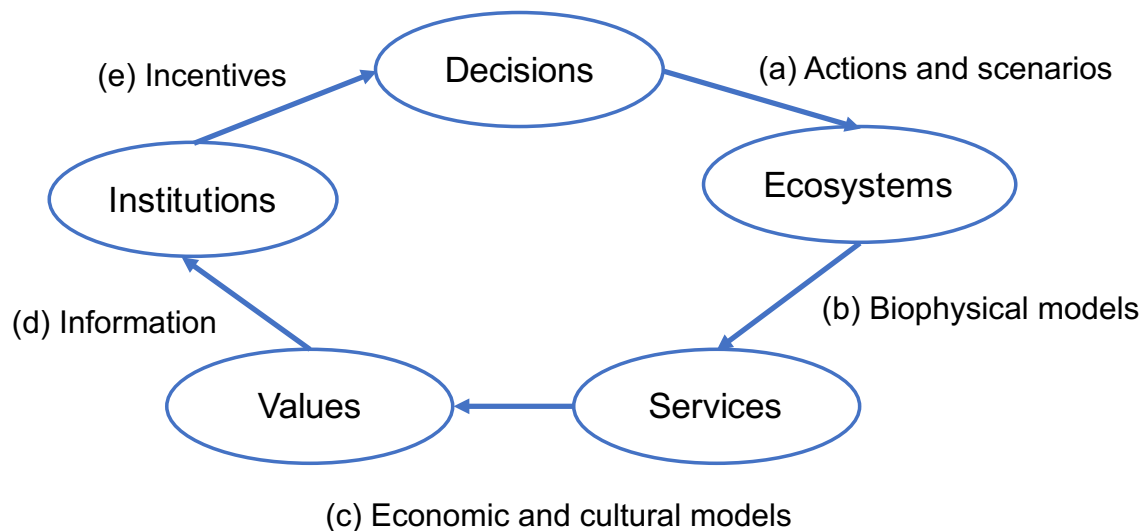 Decisions
(e) Incentives
(a) Actions and scenarios
Institutions
Ecosystems
(d) Information
(b) Biophysical models
Values
Services
(c) Economic and cultural models